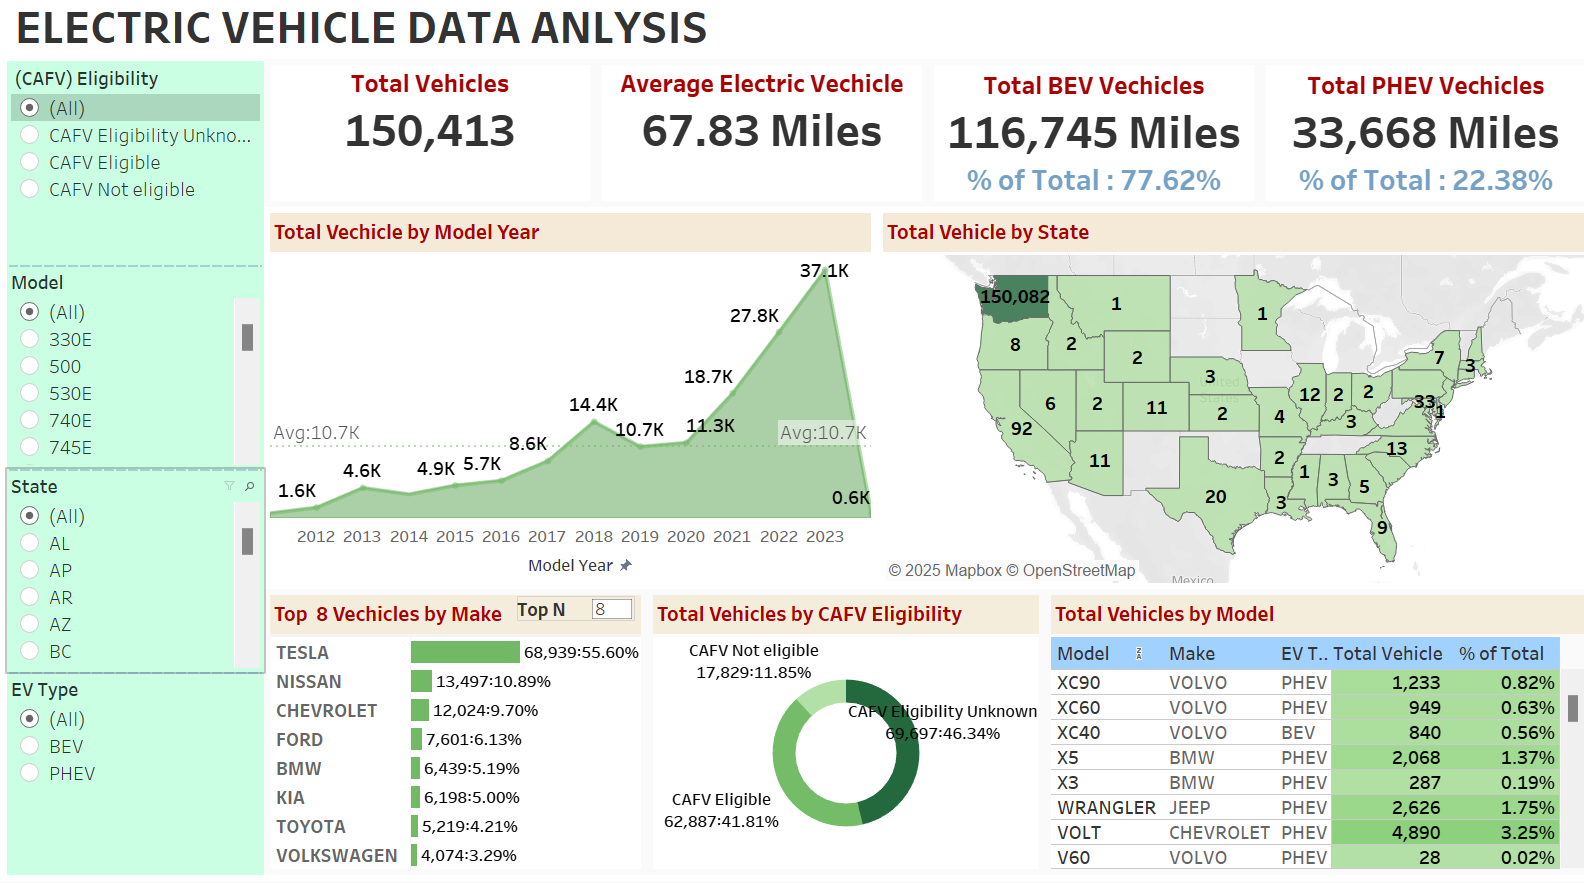 ELECTRIC VEHICLE DATA ANLYSIS
(CAFV) Eligibility
(All)
CAFV Eligibility Unkno...
CAFV Eligible
CAFV Not eligible
Model
(All)
330E
500
530E
740E
745E
State
(All)
AL
AP
AR
AZ
BC
EV Type
(All)
BEV
PHEV
Total Vehicles
150,413
Average Electric Vechicle
67.83 Miles
Total BEV Vechicles
116,745 Miles
% of Total : 77.62%
Total PHEV Vechicles
33,668 Miles
% of Total : 22.38%
Total Vechicle by Model Year
37.1K
27.8K
18.7K
14.4K
10.7K
11.3K
Avg:10.7K
Avg:10.7K
8.6K
4.6K
4.9K
5.7K
1.6K
0.6K
2012 2013 2014 2015 2016 2017 2018 2019 2020 2021 2022 2023
Model Year
Total Vehicle by State
150,082
1
1
8
2
2
7
3
3
United
States
6
2
11
2
4
12
2
2
33
1
3
92
11
2
13
20
3
1
3
5
9
© 2025 Mapbox © OpenStreetMap
Mexico
Top 8 Vechicles by Make
Top N
8
TESLA 68,939:55.60%
NISSAN 13,497:10.89%
CHEVROLET 12,024:9.70%
FORD 7,601:6.13%
BMW 6,439:5.19%
KIA 6,198:5.00%
TOYOTA 5,219:4.21%
VOLKSWAGEN 4,074:3.29%
Total Vehicles by CAFV Eligibility
CAFV Not eligible
17,829:11.85%
CAFV Eligibility Unknown
69,697:46.34%
CAFV Eligible
62,887:41.81%
Total Vehicles by Model
Model Make EV T.. Total Vehicle % of Total
XC90 VOLVO PHEV 1,233 0.82%
XC60 VOLVO PHEV 949 0.63%
XC40 VOLVO BEV 840 0.56%
X5 BMW PHEV 2,068 1.37%
X3 BMW PHEV 287 0.19%
WRANGLER JEEP PHEV 2,626 1.75%
VOLT CHEVROLET PHEV 4,890 3.25%
V60 VOLVO PHEV 28 0.02%